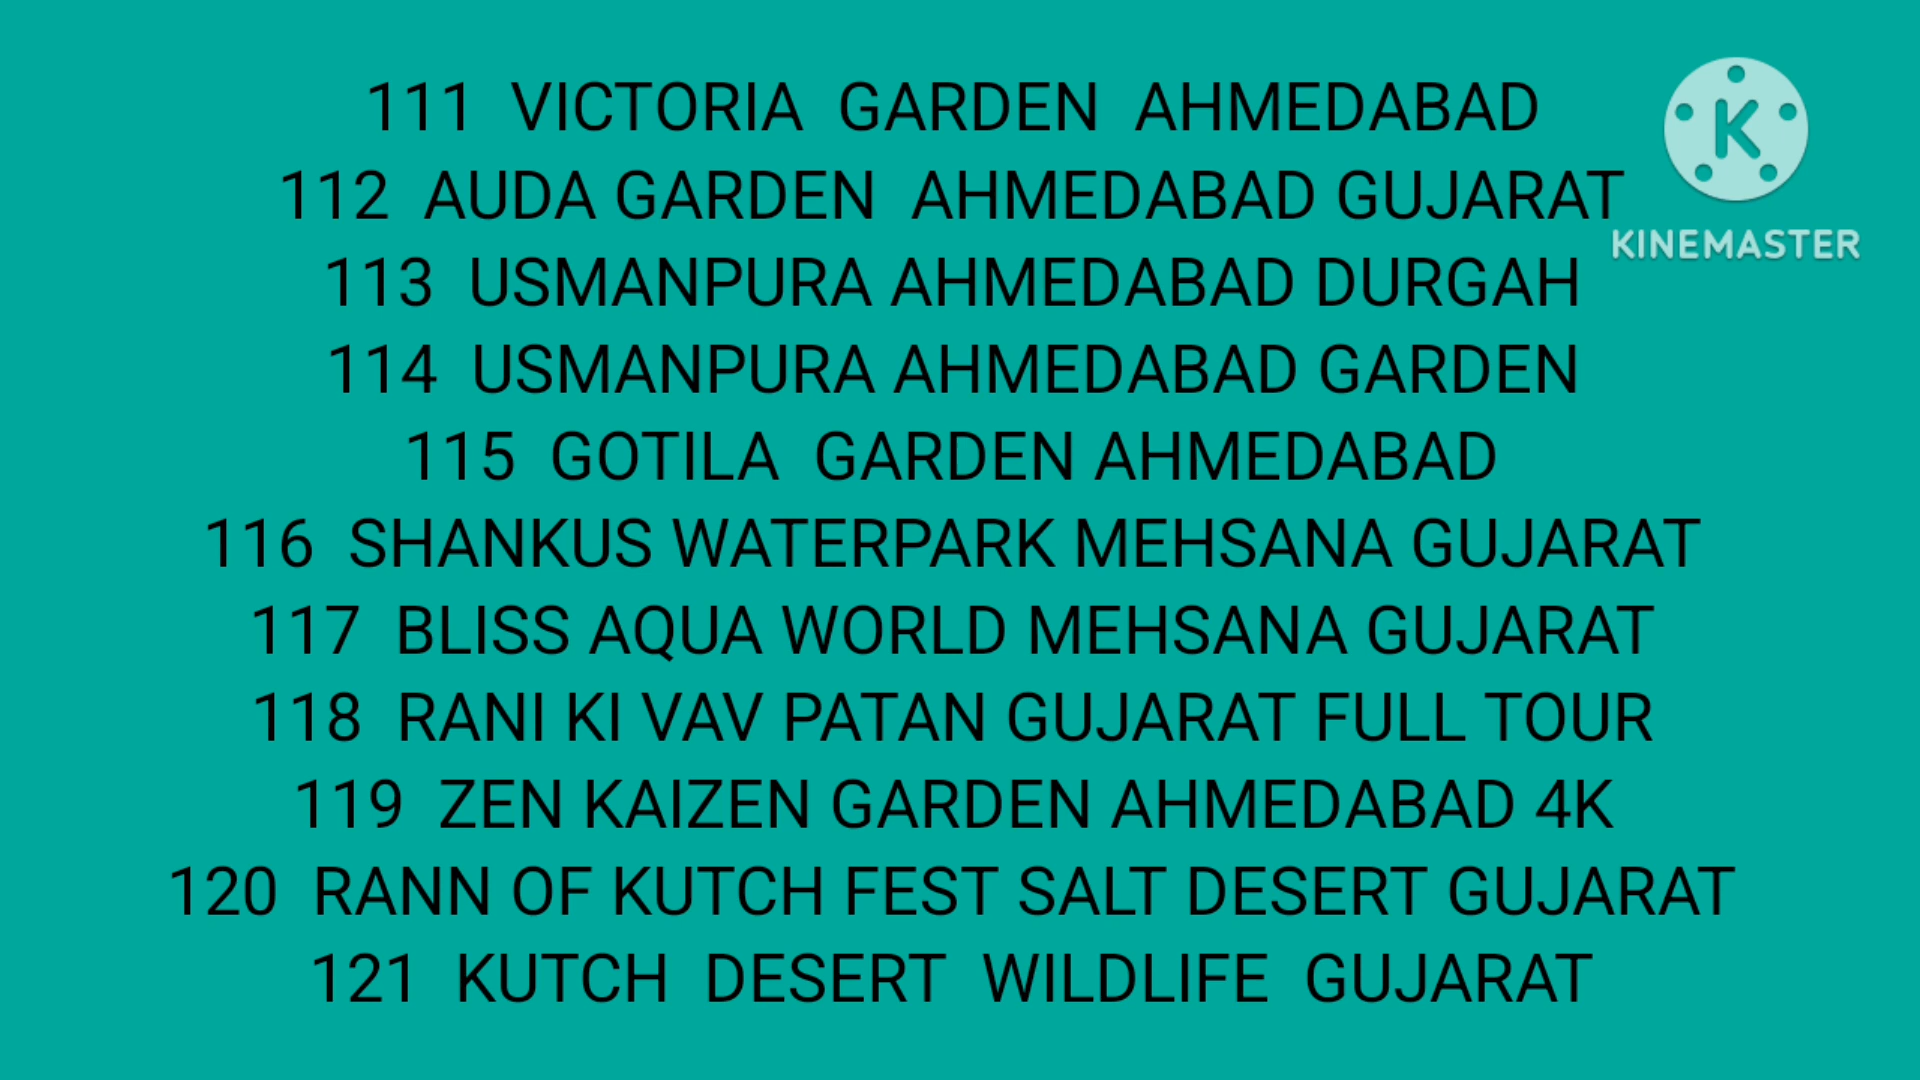 111 VICTORIA GARDEN AHMEDABAD
112 AUDA GARDEN AHMEDABAD GUJARAT
113 USMANPURA AHMEDABAD DURGAH
114 USMANPURA AHMEDABAD GARDEN
115 GOTILA GARDEN AHMEDABAD
116 SHANKUS WATERPARK MEHSANA GUJARAT
117 BLISS AQUA WORLD MEHSANA GUJARAT
118 RANI KI VAV PATAN GUJARAT FULL TOUR
119 ZEN KAIZEN GARDEN AHMEDABAD 4K
120 RANN OF KUTCH FEST SALT DESERT GUJARAT
121 KUTCH DESERT WILDLIFE GUJARAT
K
KINEMASTER